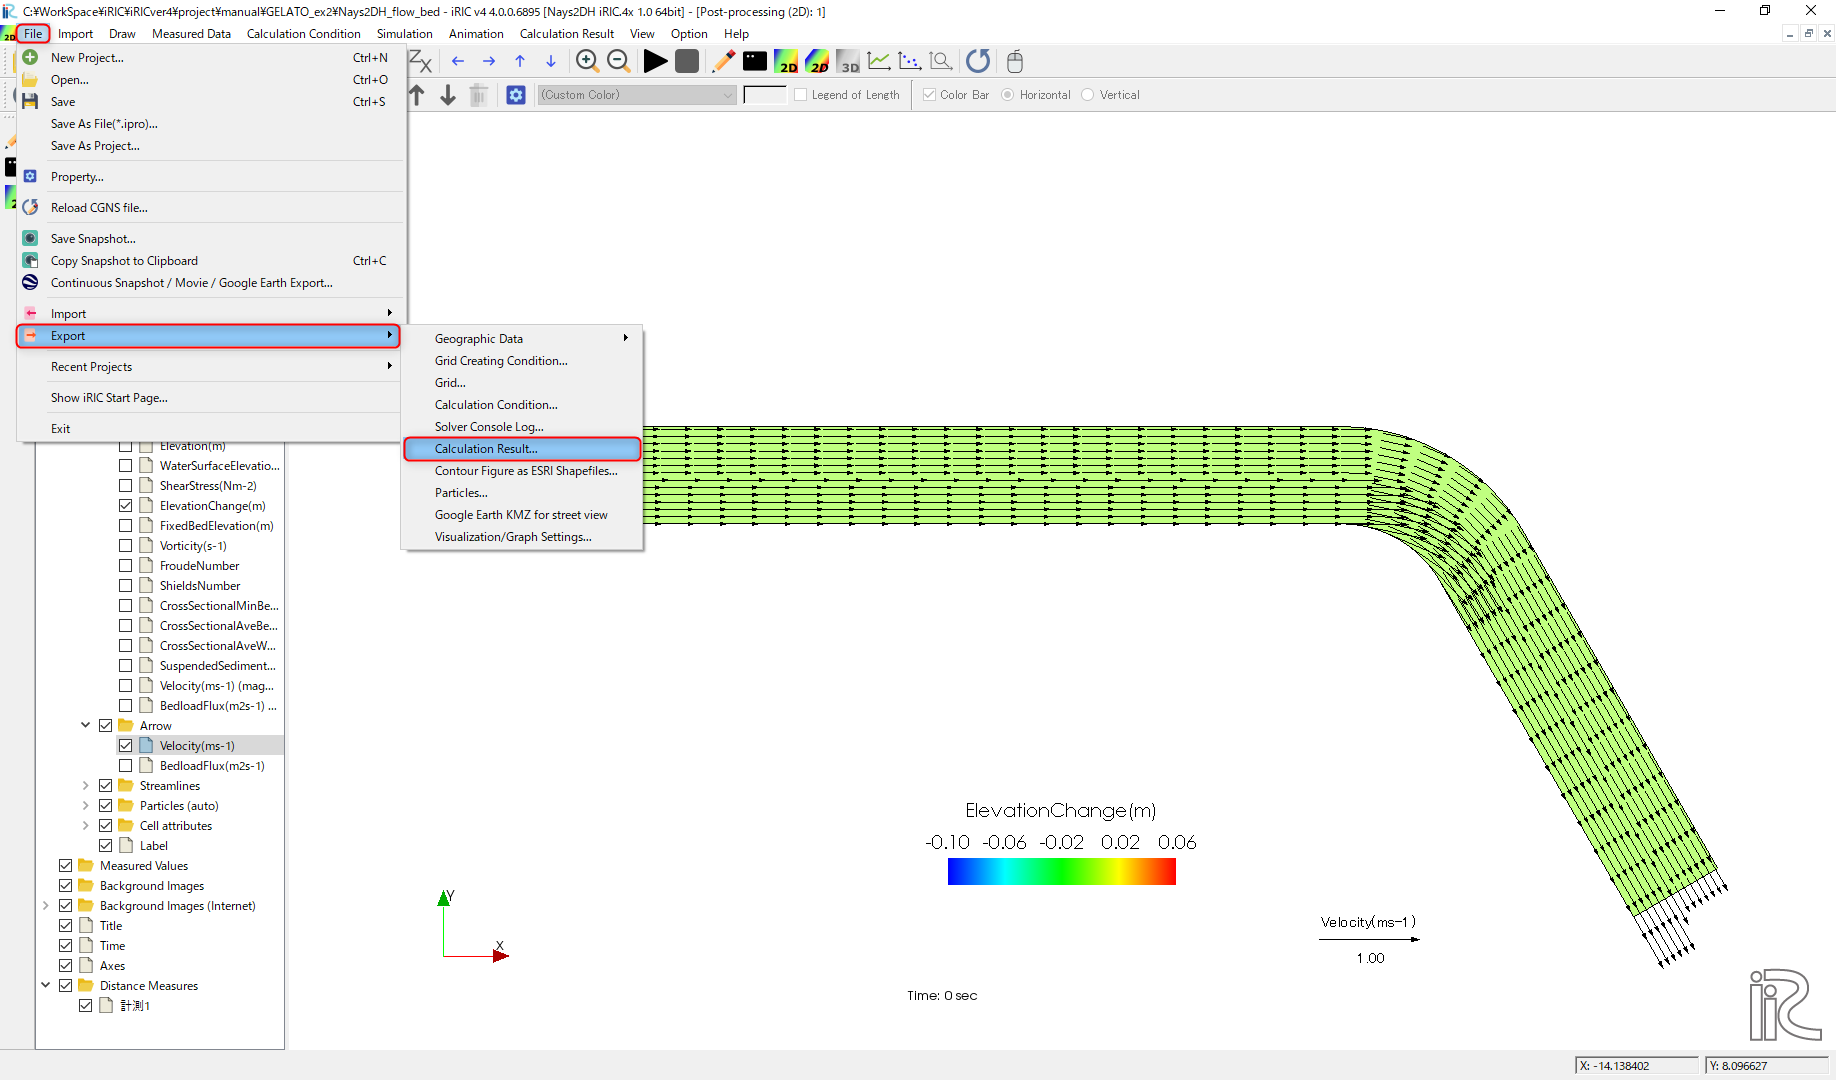 C:¥WorkSpace¥iRIC¥iRICver4¥project¥manual¥GELATO_ex2¥Nays2DH_flow_bed - iRIC v4 4.0.0.6895 [Nays2DH iRIC.4x 1.0 64bit] - [Post-processing (2D): 1]
File Import Draw Measured Data Calculation Condition Simulation Animation Calculation Result View Option Help
New Project... Ctrl+N
Open... Ctrl+O
Save Ctrl+S
Save As File(*.ipro)...
Save As Project...
Property...
Reload CGNS file...
Save Snapshot...
Copy Snapshot to Clipboard Ctrl+C
Continuous Snapshot / Movie / Google Earth Export...
Import
Export
Recent Projects
Show iRIC Start Page...
Exit
ZX 2D 2D 3D
(Custom Color) Legend of Length Color Bar Horizontal Vertical
Geographic Data
Grid Creating Condition...
Grid...
Calculation Condition...
Solver Console Log...
Calculation Result...
Contour Figure as ESRI Shapefiles...
Particles...
Google Earth KMZ for street view
Visualization/Graph Settings...
Elevation(m)
WaterSurfaceElevatio...
ShearStress(Nm-2)
ElevationChange(m)
FixedBedElevation(m)
Vorticity(s-1)
FroudeNumber
ShieldsNumber
CrossSectionalMinBe...
CrossSectionalAveBe...
CrossSectionalAveW...
SuspendedSediment...
Velocity(ms-1) (mag...
BedloadFlux(m2s-1) ...
Arrow
Velocity(ms-1)
BedloadFlux(m2s-1)
Streamlines
Particles (auto)
Cell attributes
Label
Measured Values
Background Images
Background Images (Internet)
Title
Time
Axes
Distance Measures
計測1
ElevationChange(m)
-0.10 -0.06 -0.02 0.02 0.06
Y
X
Velocity(ms-1)
1.00
Time: 0 sec
iRIC
X: -14.138402 Y: 8.096627